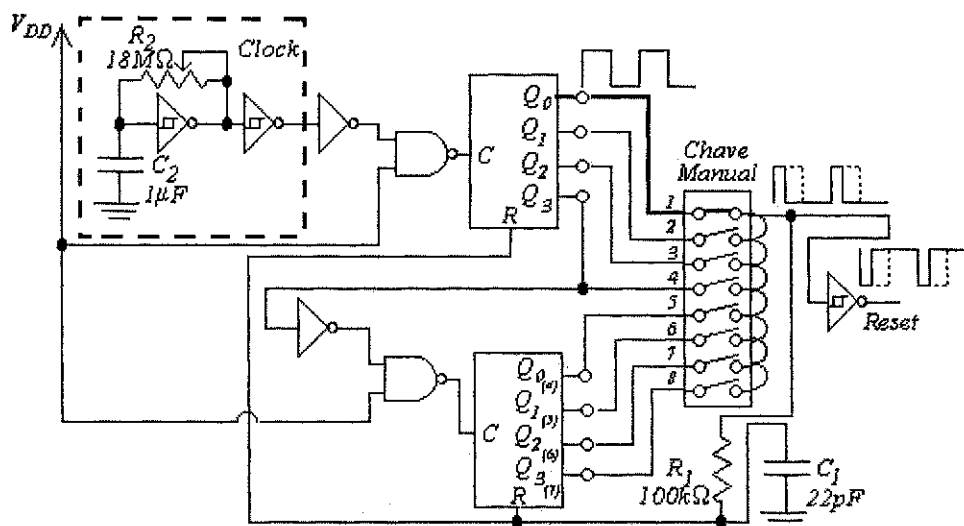 V_DD
R_2
18MΩ
Clock
C_2
1µF
Q_0
Q_1
Q_2
Q_3
C
R
Chave
Manual
1
2
3
4
5
6
7
8
Reset
Q_0 (4)
Q_1
Q_2 (6)
Q_3 (7)
C
R
R_1
100kΩ
C_1
22pF